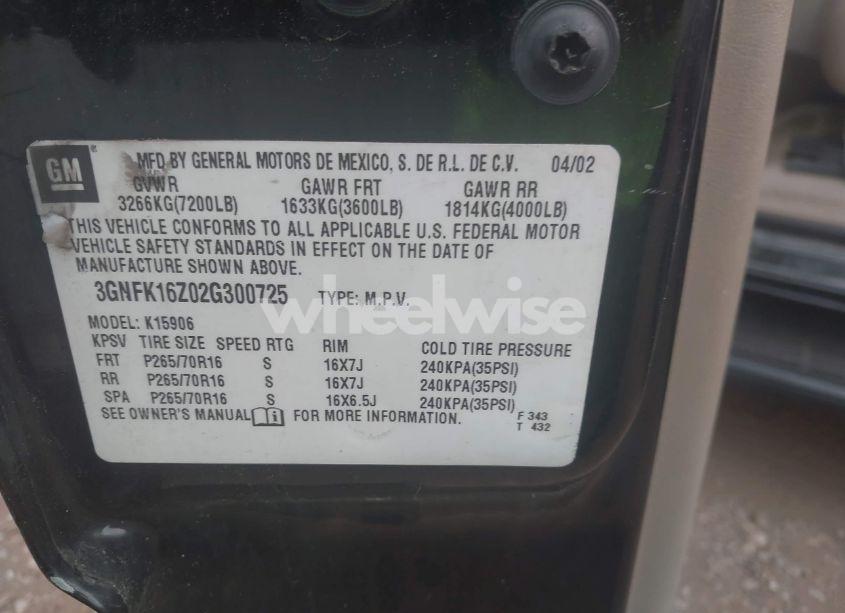 GM
MFD BY GENERAL MOTORS DE MEXICO, S. DE R.L. DE C.V. 04/02
GVWR GAWR FRT GAWR RR
3266KG(7200LB) 1633KG(3600LB) 1814KG(4000LB)
THIS VEHICLE CONFORMS TO ALL APPLICABLE U.S. FEDERAL MOTOR
VEHICLE SAFETY STANDARDS IN EFFECT ON THE DATE OF
MANUFACTURE SHOWN ABOVE.
3GNFK16Z02G300725 TYPE: M.P.V.
wheelwise
MODEL: K15906
KPSV TIRE SIZE SPEED RTG RIM COLD TIRE PRESSURE
FRT P265/70R16 S 16X7J 240KPA(35PSI)
RR P265/70R16 S 16X7J 240KPA(35PSI)
SPA P265/70R16 S 16X6.5J 240KPA(35PSI)
SEE OWNER'S MANUAL FOR MORE INFORMATION.
F 343
T 432